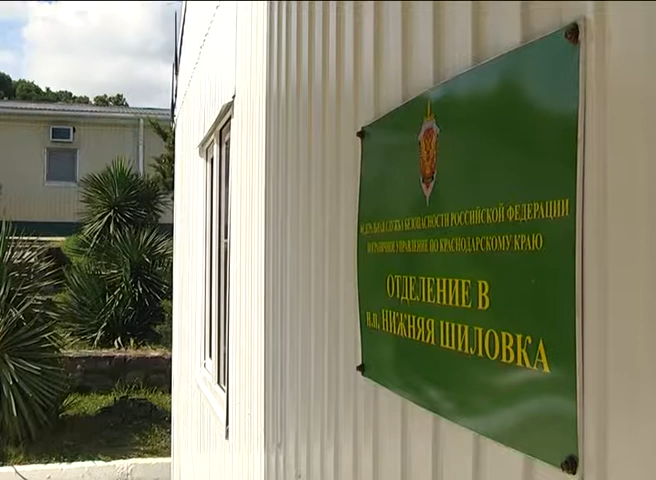 ФЕДЕРАЛЬНАЯ СЛУЖБА БЕЗОПАСНОСТИ РОССИЙСКОЙ ФЕДЕРАЦИИ
ПОГРАНИЧНОЕ УПРАВЛЕНИЕ ПО КРАСНОДАРСКОМУ КРАЮ
ОТДЕЛЕНИЕ В
н.п. НИЖНЯЯ ШИЛОВКА